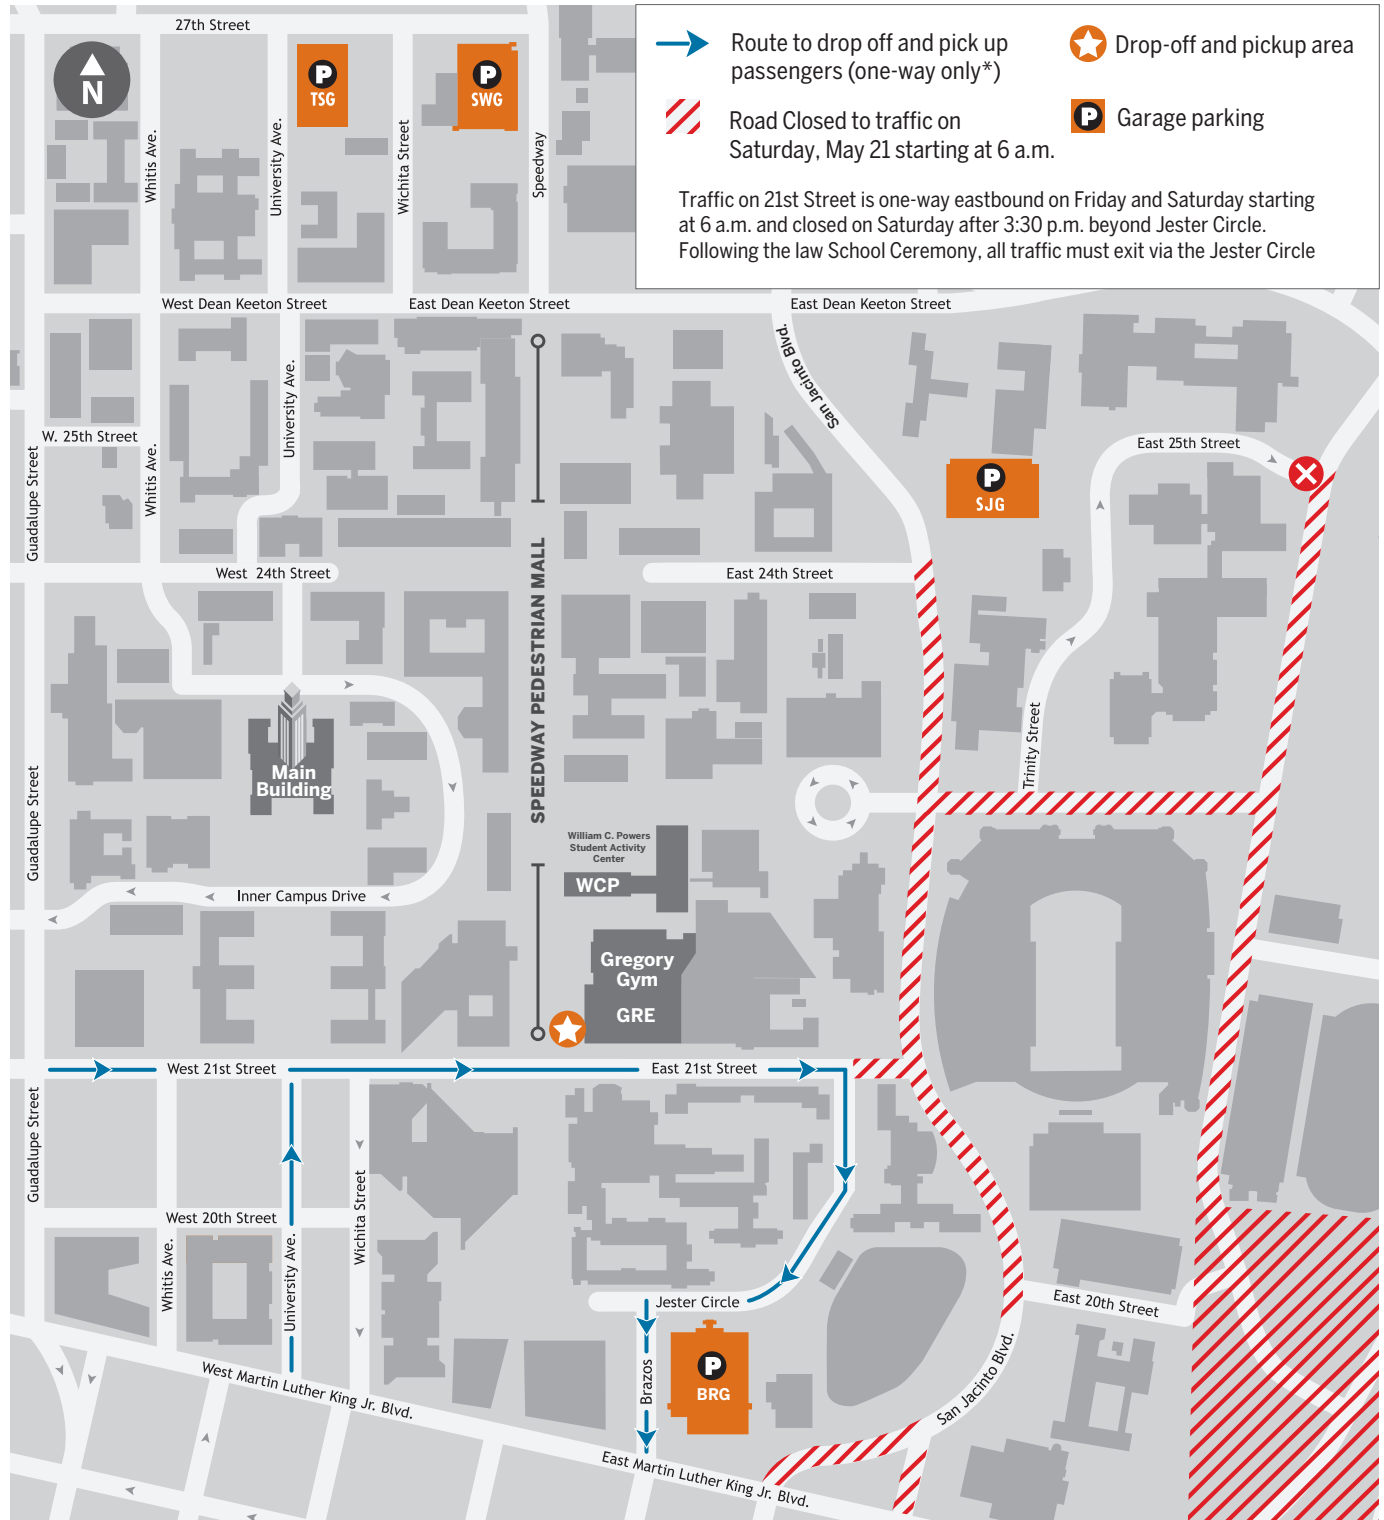 27th Street
N
P
TSG
P
SWG
Whitis Ave.
University Ave.
Wichita Street
Speedway
Route to drop off and pick up
passengers (one-way only*)
Drop-off and pickup area
Road Closed to traffic on
Saturday, May 21 starting at 6 a.m.
P
Garage parking
Traffic on 21st Street is one-way eastbound on Friday and Saturday starting
at 6 a.m. and closed on Saturday after 3:30 p.m. beyond Jester Circle.
Following the law School Ceremony, all traffic must exit via the Jester Circle
West Dean Keeton Street
East Dean Keeton Street
East Dean Keeton Street
San Jacinto Blvd.
University Ave.
W. 25th Street
Guadalupe Street
Whitis Ave.
East 25th Street
P
SJG
West 24th Street
East 24th Street
SPEEDWAY PEDESTRIAN MALL
Main
Building
Guadalupe Street
Trinity Street
William C. Powers
Student Activity
Center
WCP
Inner Campus Drive
Gregory
Gym
GRE
West 21st Street
East 21st Street
Guadalupe Street
Wichita Street
West 20th Street
Whitis Ave.
University Ave.
Jester Circle
East 20th Street
Brazos
P
BRG
San Jacinto Blvd.
West Martin Luther King Jr. Blvd.
East Martin Luther King Jr. Blvd.